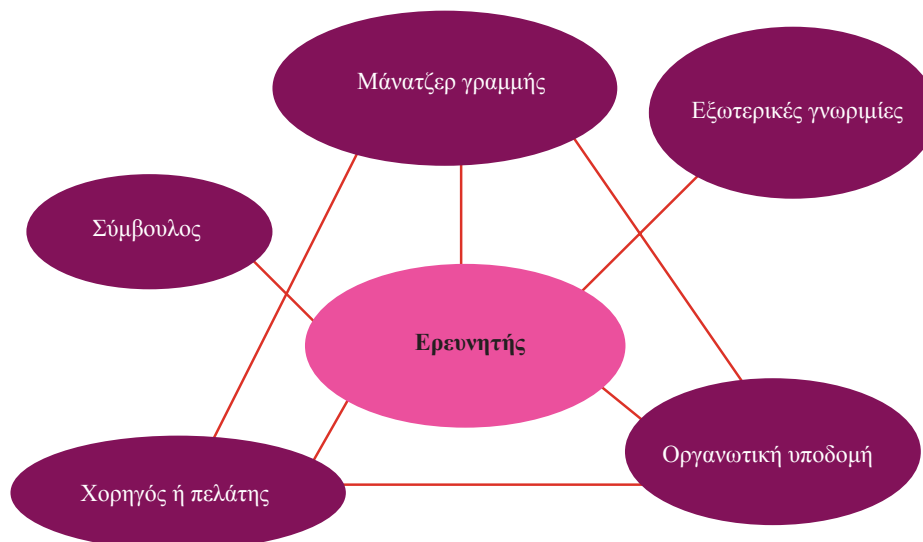 Μάνατζερ γραμμής
Εξωτερικές γνωριμίες
Σύμβουλος
Ερευνητής
Οργανωτική υποδομή
Χορηγός ή πελάτης